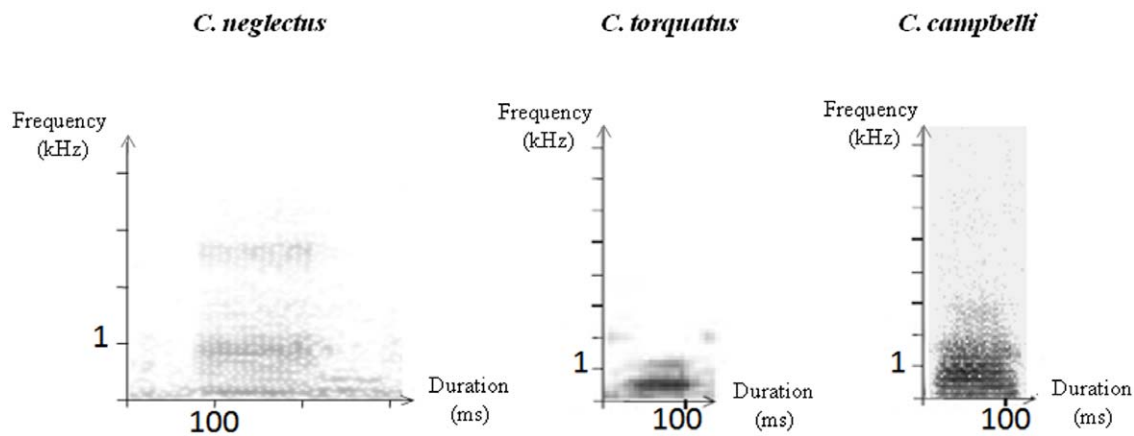 C. neglectus
C. torquatus
C. campbelli
Frequency
(kHz)
1
100
Duration
(ms)
Frequency
(kHz)
1
100
Duration
(ms)
Frequency
(kHz)
1
100
Duration
(ms)